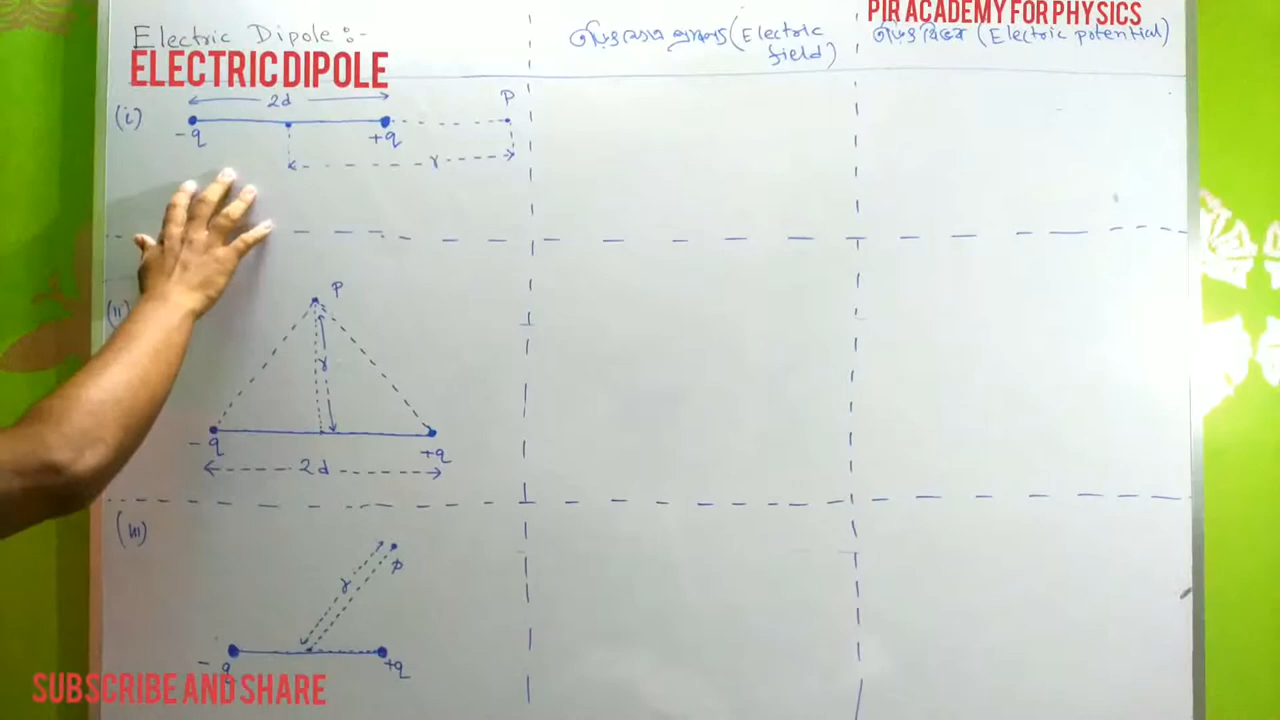 PIR ACADEMY FOR PHYSICS
Electric Dipole :-
(Electric field)
(Electric potential)
ELECTRIC DIPOLE
(i)
2d
P
-q
+q
r
(ii)
P
r
-q
+q
2d
(iii)
P
r
-q
+q
SUBSCRIBE AND SHARE